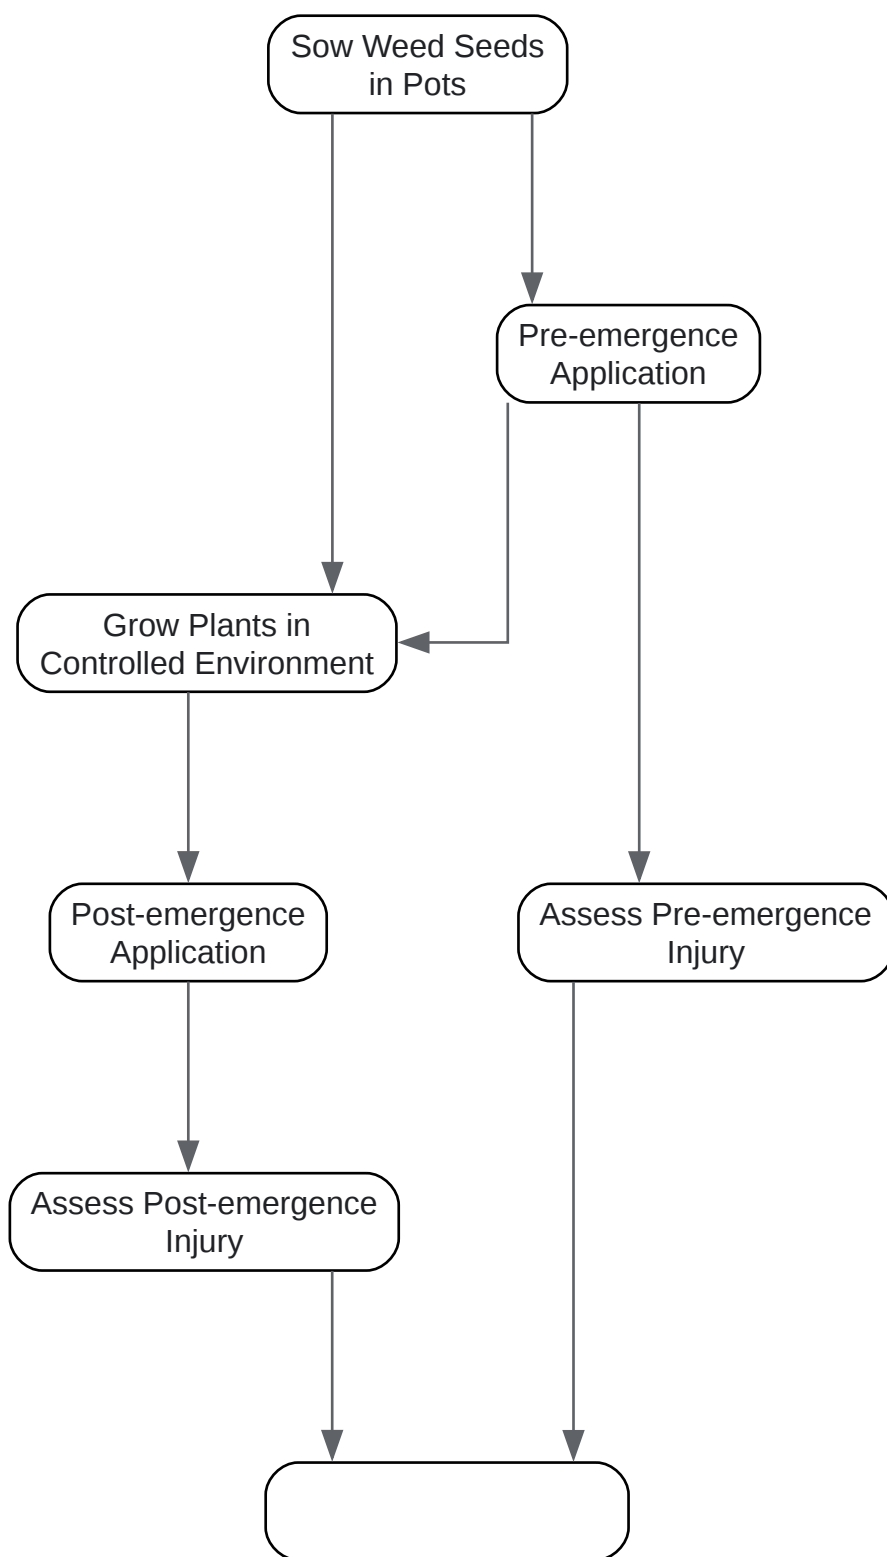 Sow Weed Seeds
in Pots
Pre-emergence
Application
Grow Plants in
Controlled Environment
Post-emergence
Application
Assess Pre-emergence
Injury
Assess Post-emergence
Injury